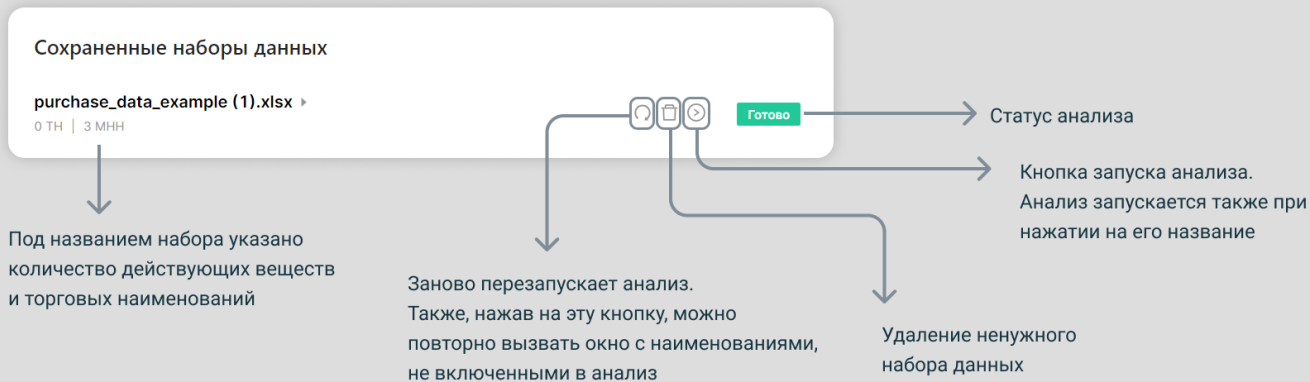 Сохраненные наборы данных
purchase_data_example (1).xlsx
0 ТН | 3 МНН
Готово
Статус анализа
Кнопка запуска анализа.
Анализ запускается также при
нажатии на его название
Под названием набора указано
количество действующих веществ
и торговых наименований
Заново перезапускает анализ.
Также, нажав на эту кнопку, можно
повторно вызвать окно с наименованиями,
не включенными в анализ
Удаление ненужного
набора данных